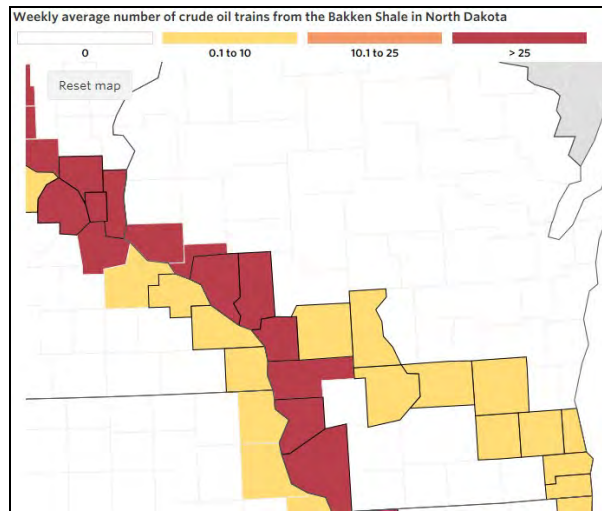 Weekly average number of crude oil trains from the Bakken Shale in North Dakota
0 0.1 to 10 10.1 to 25 > 25
Reset map